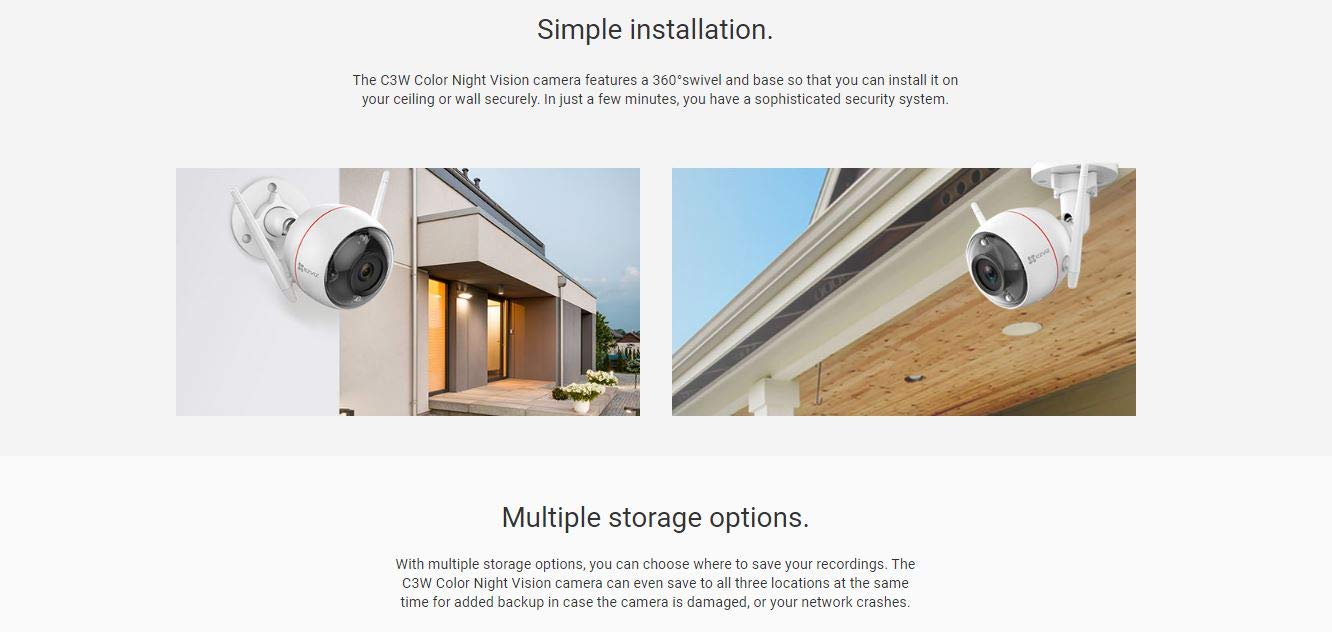 Simple installation.
The C3W Color Night Vision camera features a 360°swivel and base so that you can install it on
your ceiling or wall securely. In just a few minutes, you have a sophisticated security system.
EZVIZ
EZVIZ
Multiple storage options.
With multiple storage options, you can choose where to save your recordings. The
C3W Color Night Vision camera can even save to all three locations at the same
time for added backup in case the camera is damaged, or your network crashes.